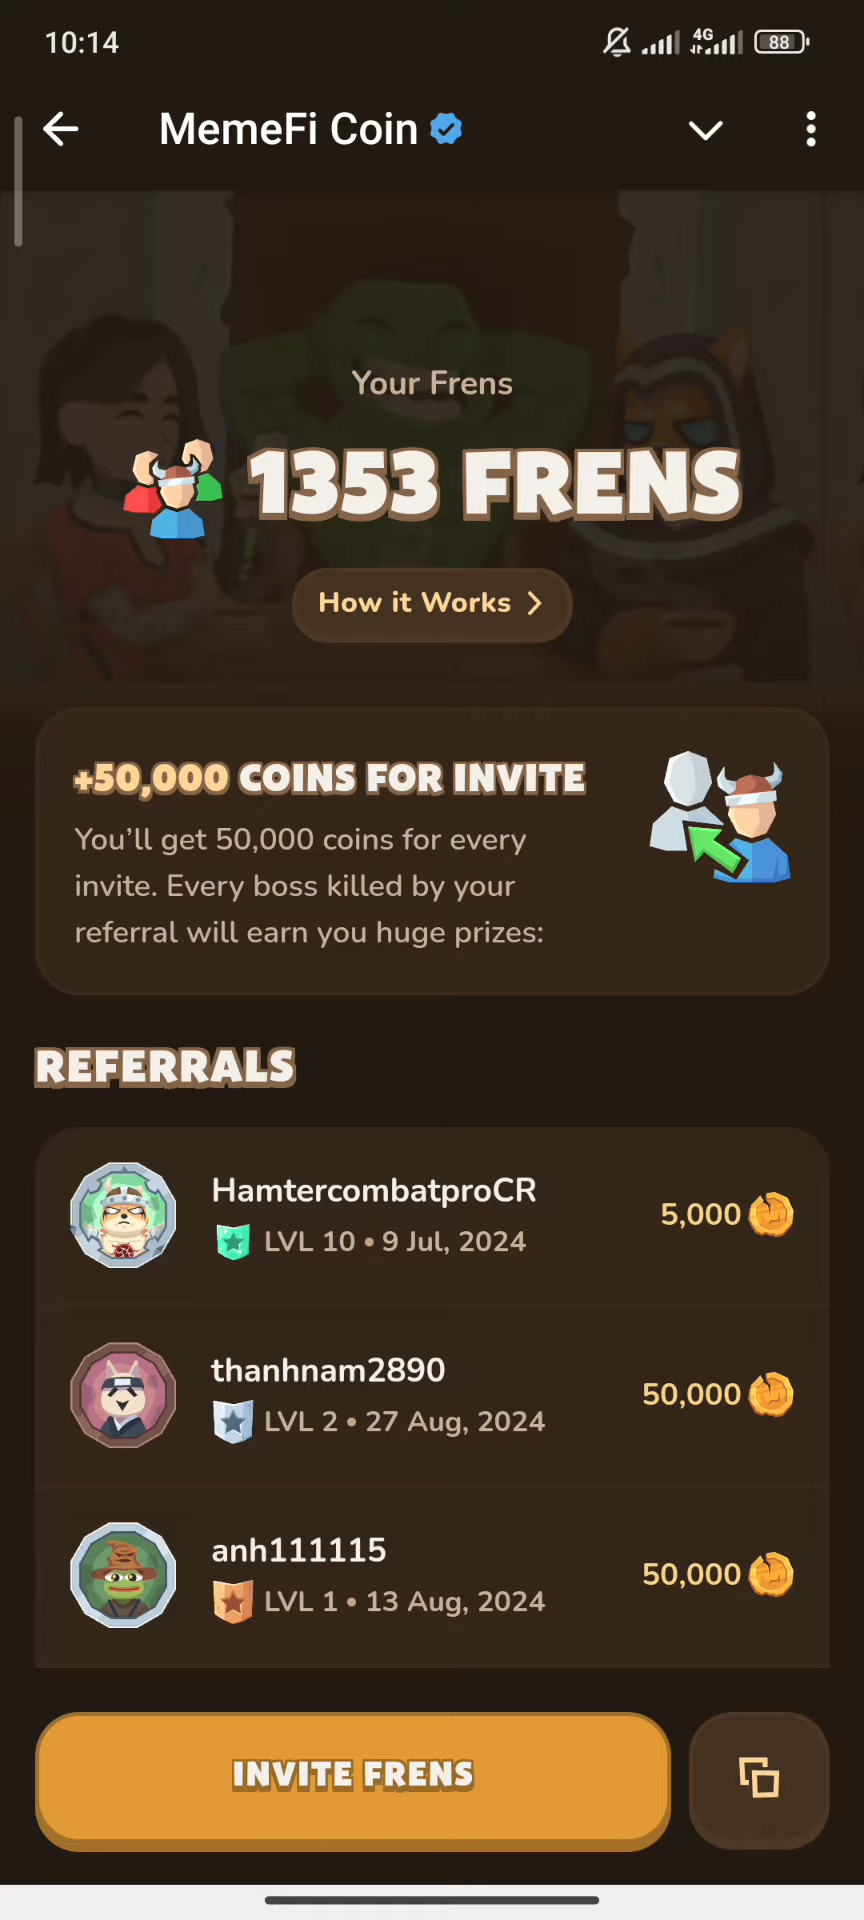 10:14
4G
88
MemeFi Coin
Your Frens
1353 FRENS
How it Works
+50,000 COINS FOR INVITE
You’ll get 50,000 coins for every
invite. Every boss killed by your
referral will earn you huge prizes:
REFERRALS
HamtercombatproCR
5,000
LVL 10 • 9 Jul, 2024
thanhnam2890
50,000
LVL 2 • 27 Aug, 2024
anh111115
50,000
LVL 1 • 13 Aug, 2024
INVITE FRENS